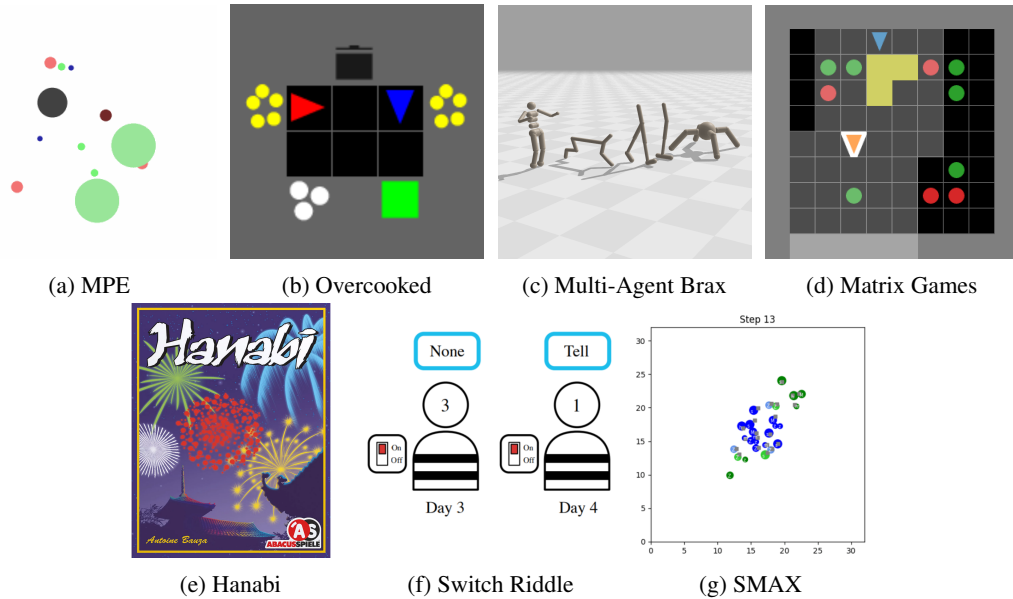 (a) MPE
(b) Overcooked
(c) Multi-Agent Brax
(d) Matrix Games
Hanabi
Antoine Bauza
AS
ABACUSSPIELE
(e) Hanabi
None
3
On
Off
Day 3
Tell
1
On
Off
Day 4
(f) Switch Riddle
Step 13
30
25
20
15
10
5
0
0
5
10
15
20
25
30
(g) SMAX